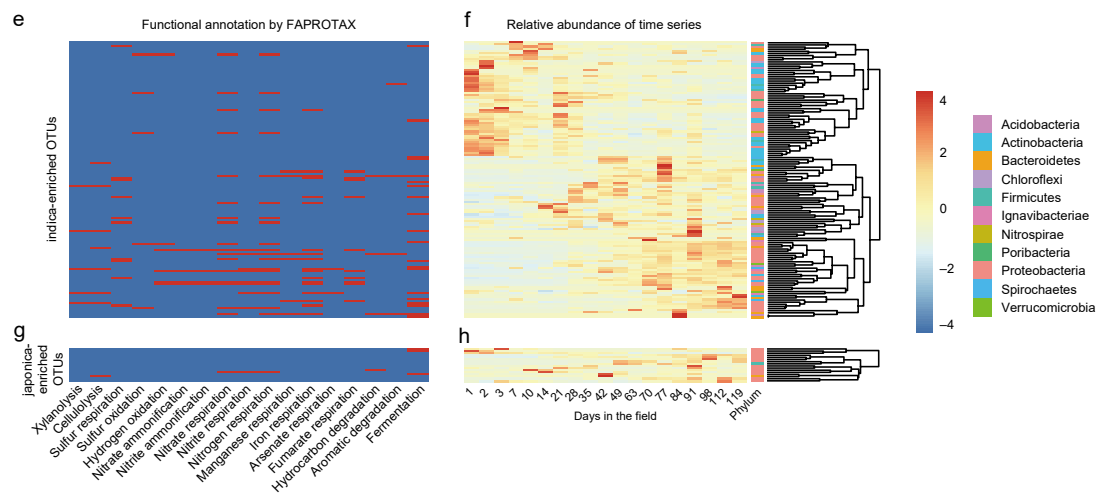 e
Functional annotation by FAPROTAX
f
Relative abundance of time series
indica-enriched OTUs
4
2
0
−2
−4
Acidobacteria
Actinobacteria
Bacteroidetes
Chloroflexi
Firmicutes
Ignavibacteriae
Nitrospirae
Poribacteria
Proteobacteria
Spirochaetes
Verrucomicrobia
g
japonica-
enriched
OTUs
h
Xylanolysis
Cellulolysis
Sulfur respiration
Sulfur oxidation
Hydrogen oxidation
Nitrate ammonification
Nitrite ammonification
Nitrate respiration
Nitrite respiration
Nitrogen respiration
Manganese respiration
Iron respiration
Arsenate respiration
Fumarate respiration
Hydrocarbon degradation
Aromatic degradation
Fermentation
1 2 3 7 10 14 21 28 35 42 49 63 70 77 84 91 98 112 119 Phylum
Days in the field